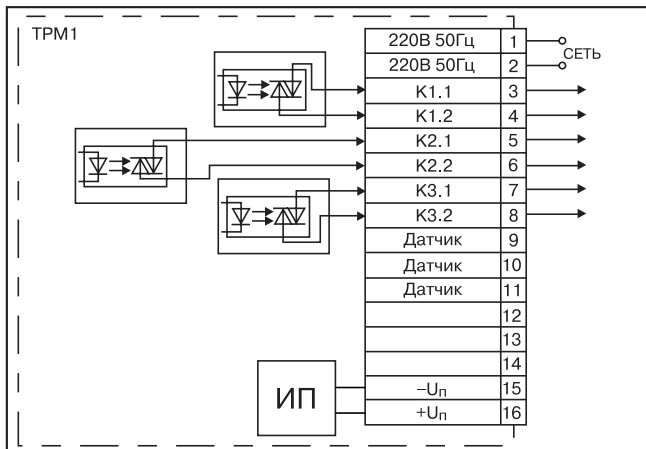 ТРМ1
220В 50Гц 1
220В 50Гц 2
СЕТЬ
К1.1 3
К1.2 4
К2.1 5
К2.2 6
К3.1 7
К3.2 8
Датчик 9
Датчик 10
Датчик 11
12
13
14
ИП
–Uп 15
+Uп 16